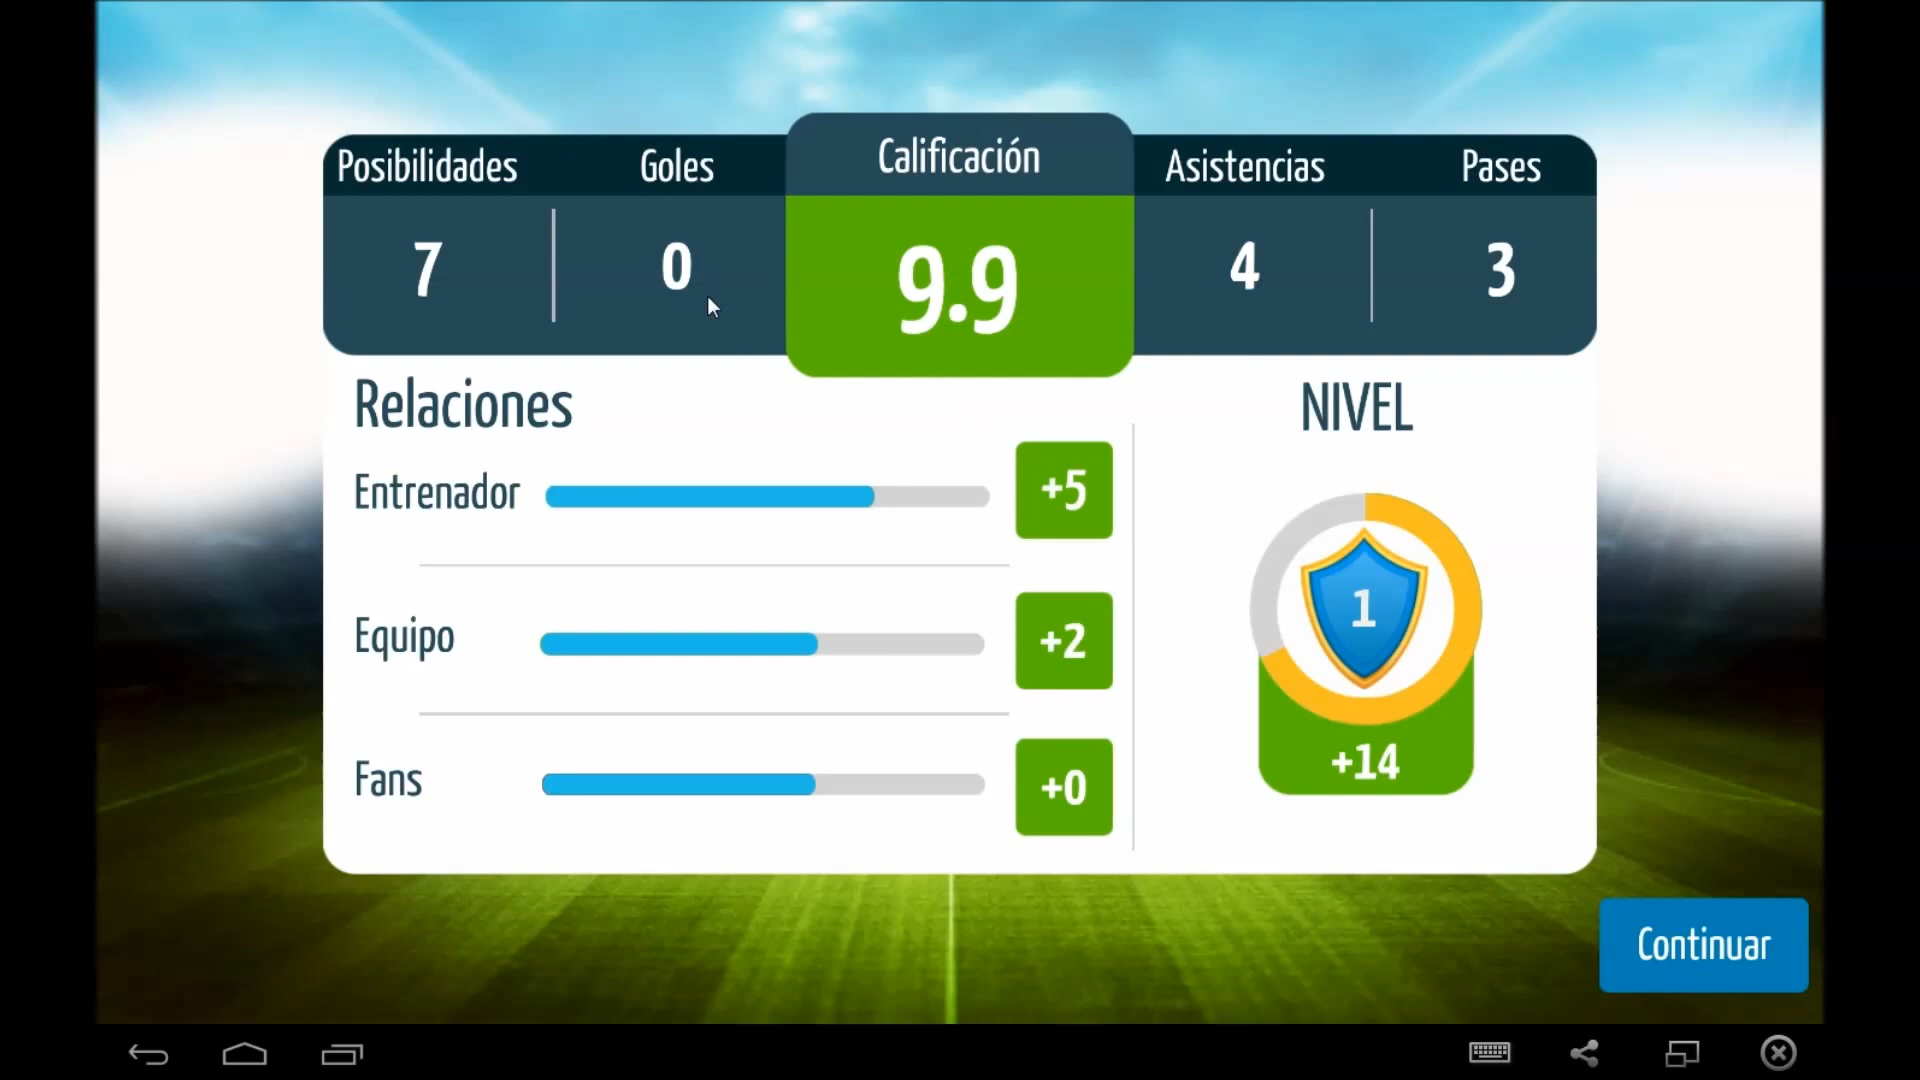 Posibilidades Goles Calificación Asistencias Pases
7 0 9.9 4 3
Relaciones NIVEL
Entrenador +5
1
Equipo +2
Fans +0
+14
Continuar